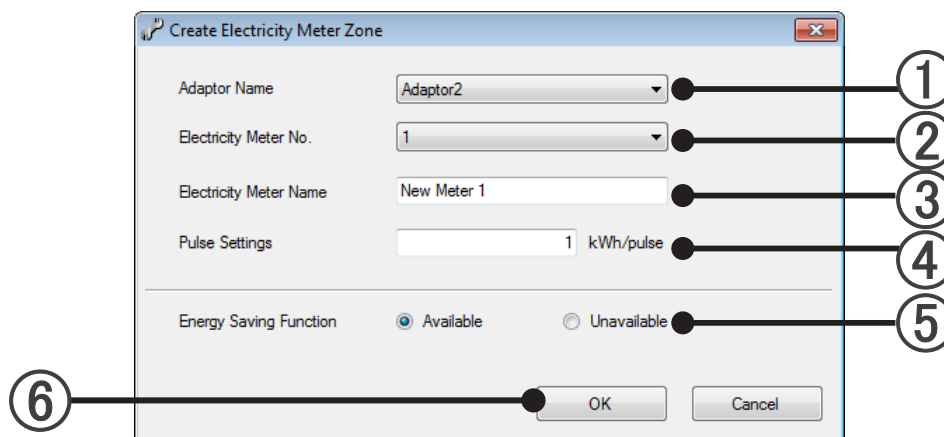 Create Electricity Meter Zone
Adaptor Name Adaptor2 ①
Electricity Meter No. 1 ②
Electricity Meter Name New Meter 1 ③
Pulse Settings 1 kWh/pulse ④
Energy Saving Function Available Unavailable ⑤
⑥ OK Cancel